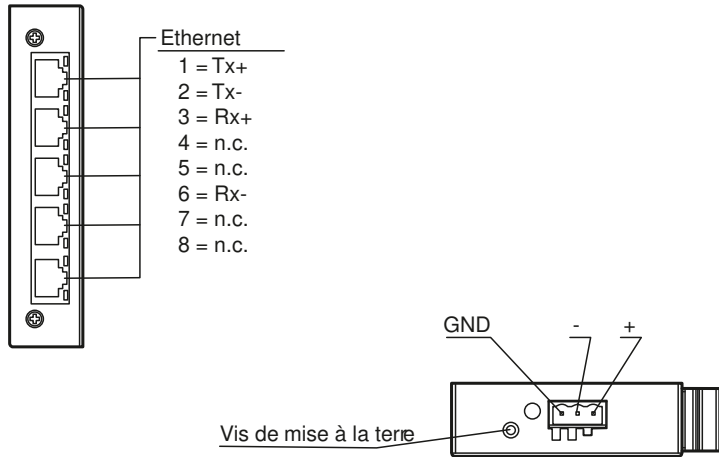 Ethernet
1 = Tx+
2 = Tx-
3 = Rx+
4 = n.c.
5 = n.c.
6 = Rx-
7 = n.c.
8 = n.c.
GND - +
Vis de mise à la terre